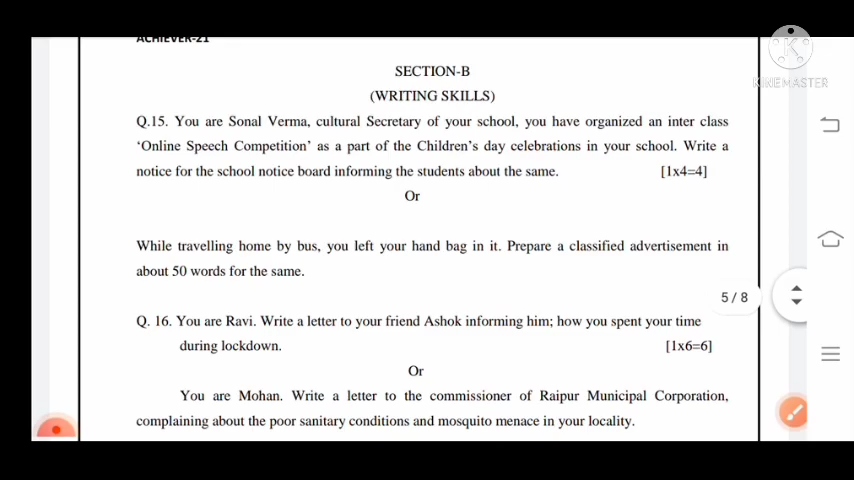 ACHIEVER-21
KINEMASTER
SECTION-B
(WRITING SKILLS)
Q.15. You are Sonal Verma, cultural Secretary of your school, you have organized an inter class
‘Online Speech Competition’ as a part of the Children’s day celebrations in your school. Write a
notice for the school notice board informing the students about the same. [1x4=4]
Or
While travelling home by bus, you left your hand bag in it. Prepare a classified advertisement in
about 50 words for the same.
5 / 8
Q. 16. You are Ravi. Write a letter to your friend Ashok informing him; how you spent your time
during lockdown. [1x6=6]
Or
You are Mohan. Write a letter to the commissioner of Raipur Municipal Corporation,
complaining about the poor sanitary conditions and mosquito menace in your locality.